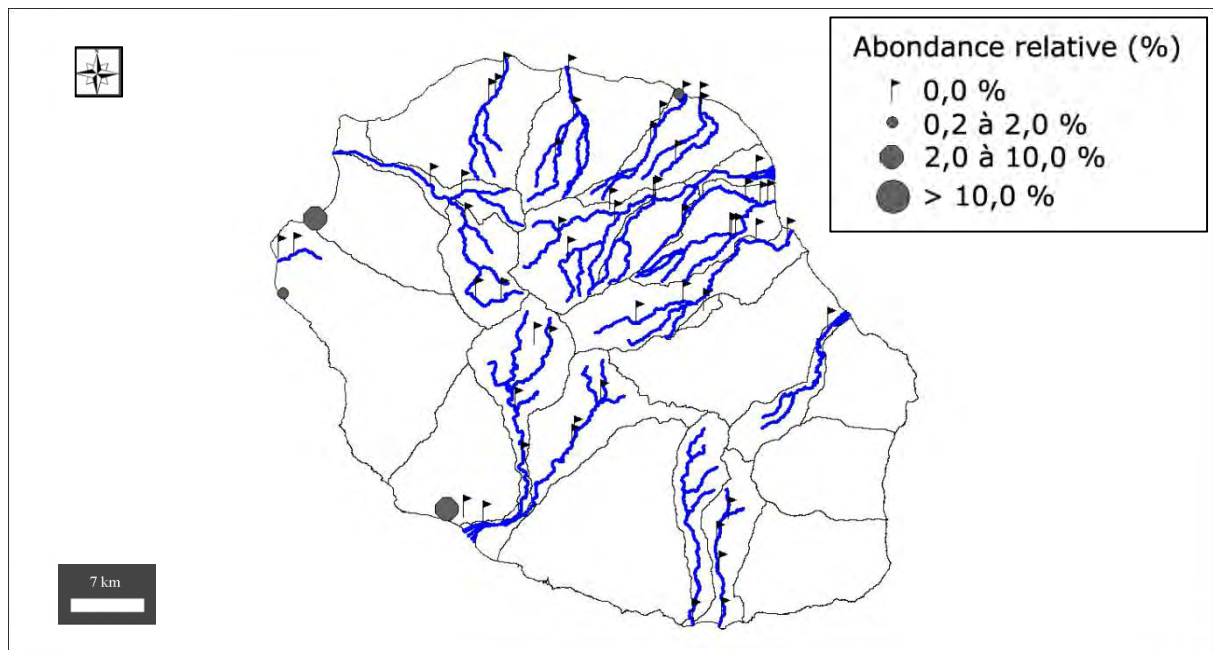 Abondance relative (%)
0,0 %
0,2 à 2,0 %
2,0 à 10,0 %
> 10,0 %
7 km